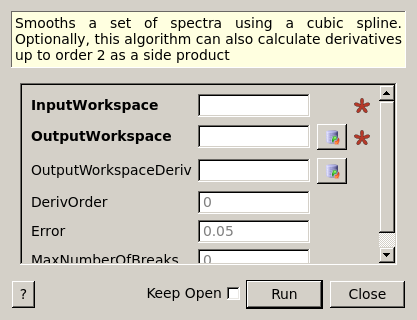 Smooths a set of spectra using a cubic spline.
Optionally, this algorithm can also calculate derivatives
up to order 2 as a side product
InputWorkspace
OutputWorkspace
OutputWorkspaceDeriv
DerivOrder 0
Error 0.05
MaxNumberOfBreaks 0
? Keep Open Run Close